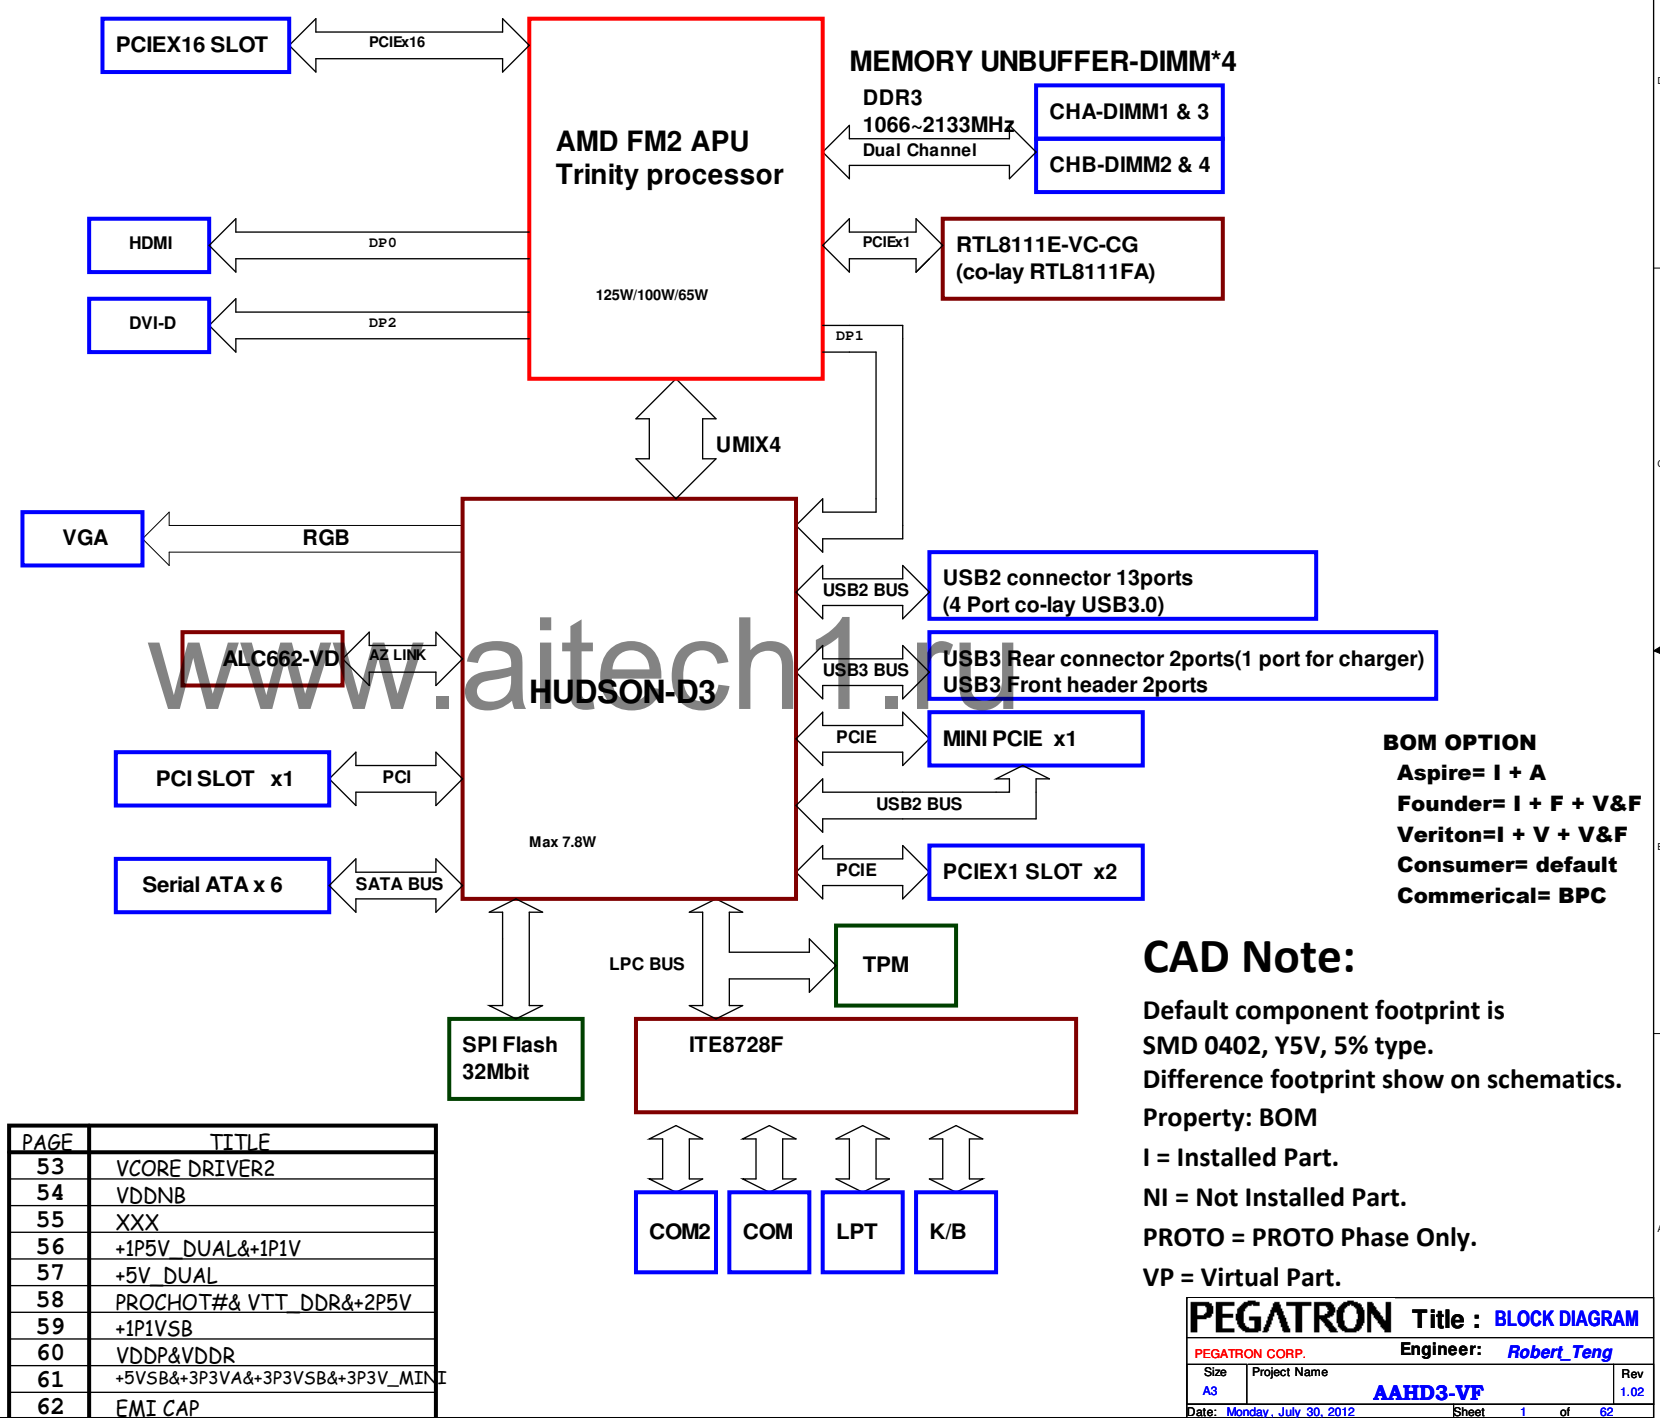 PCIEX16 SLOT
PCIEx16
MEMORY UNBUFFER-DIMM*4
DDR3
1066~2133MHz
Dual Channel
CHA-DIMM1 & 3
CHB-DIMM2 & 4
AMD FM2 APU
Trinity processor
125W/100W/65W
HDMI
DP0
PCIEx1
RTL8111E-VC-CG
(co-lay RTL8111FA)
DVI-D
DP2
DP1
UMIX4
VGA
RGB
USB2 BUS
USB2 connector 13ports
(4 Port co-lay USB3.0)
www.aitech1.ru
ALC662-VD
AZ LINK
HUDSON-D3
USB3 BUS
USB3 Rear connector 2ports(1 port for charger)
USB3 Front header 2ports
PCIE
MINI PCIE x1
PCI SLOT x1
PCI
USB2 BUS
Max 7.8W
Serial ATA x 6
SATA BUS
PCIE
PCIEX1 SLOT x2
BOM OPTION
Aspire= I + A
Founder= I + F + V&F
Veriton=I + V + V&F
Consumer= default
Commerical= BPC
LPC BUS
TPM
SPI Flash
32Mbit
ITE8728F
COM2
COM
LPT
K/B
CAD Note:
Default component footprint is
SMD 0402, Y5V, 5% type.
Difference footprint show on schematics.
Property: BOM
I = Installed Part.
NI = Not Installed Part.
PROTO = PROTO Phase Only.
VP = Virtual Part.
PAGE TITLE
53 VCORE DRIVER2
54 VDDNB
55 XXX
56 +1P5V_DUAL&+1P1V
57 +5V_DUAL
58 PROCHOT#& VTT_DDR&+2P5V
59 +1P1VSB
60 VDDP&VDDR
61 +5VSB&+3P3VA&+3P3VSB&+3P3V_MINI
62 EMI CAP
PEGATRON
Title : BLOCK DIAGRAM
PEGATRON CORP.
Engineer: Robert_Teng
Size Project Name Rev
A3 AAHD3-VF 1.02
Date: Monday, July 30, 2012 Sheet 1 of 62